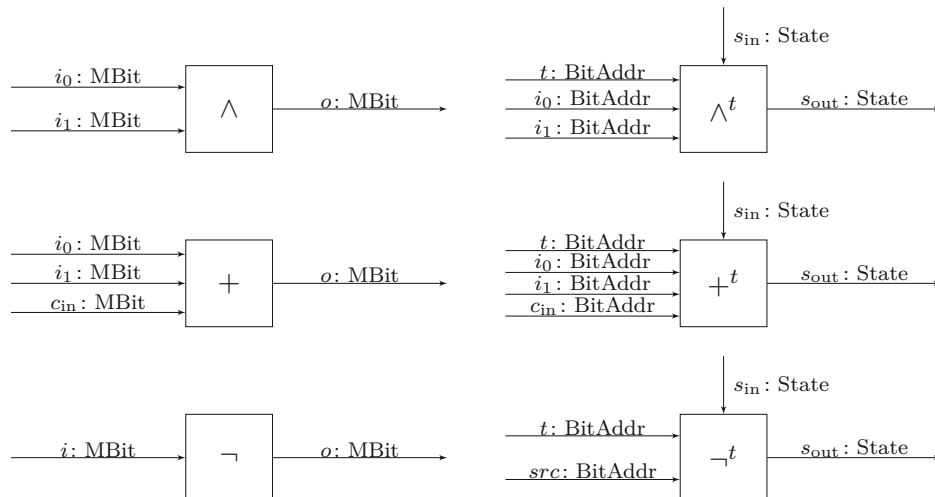 s_in : State
i_0 : MBit
i_1 : MBit
∧
o : MBit
t : BitAddr
i_0 : BitAddr
i_1 : BitAddr
∧^t
s_out : State
s_in : State
i_0 : MBit
i_1 : MBit
c_in : MBit
+
o : MBit
t : BitAddr
i_0 : BitAddr
i_1 : BitAddr
c_in : BitAddr
+^t
s_out : State
s_in : State
i : MBit
¬
o : MBit
t : BitAddr
src : BitAddr
¬^t
s_out : State